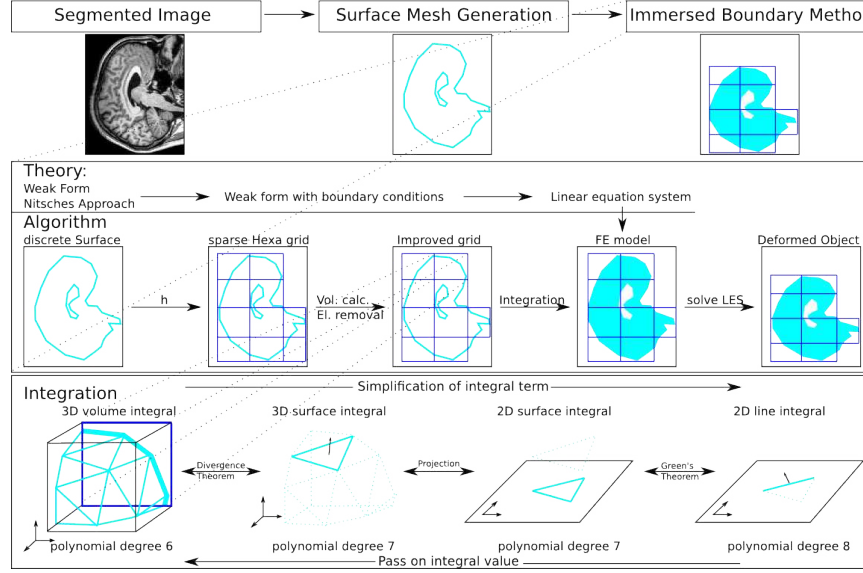 Segmented Image
Surface Mesh Generation
Immersed Boundary Metho
Theory:
Weak Form
Nitsches Approach
Weak form with boundary conditions
Linear equation system
Algorithm
discrete Surface
sparse Hexa grid
Improved grid
FE model
Deformed Object
h
Vol. calc.
El. removal
Integration
solve LES
Integration
Simplification of integral term
3D volume integral
3D surface integral
2D surface integral
2D line integral
Divergence
Theorem
Projection
Green's
Theorem
polynomial degree 6
polynomial degree 7
polynomial degree 7
polynomial degree 8
Pass on integral value